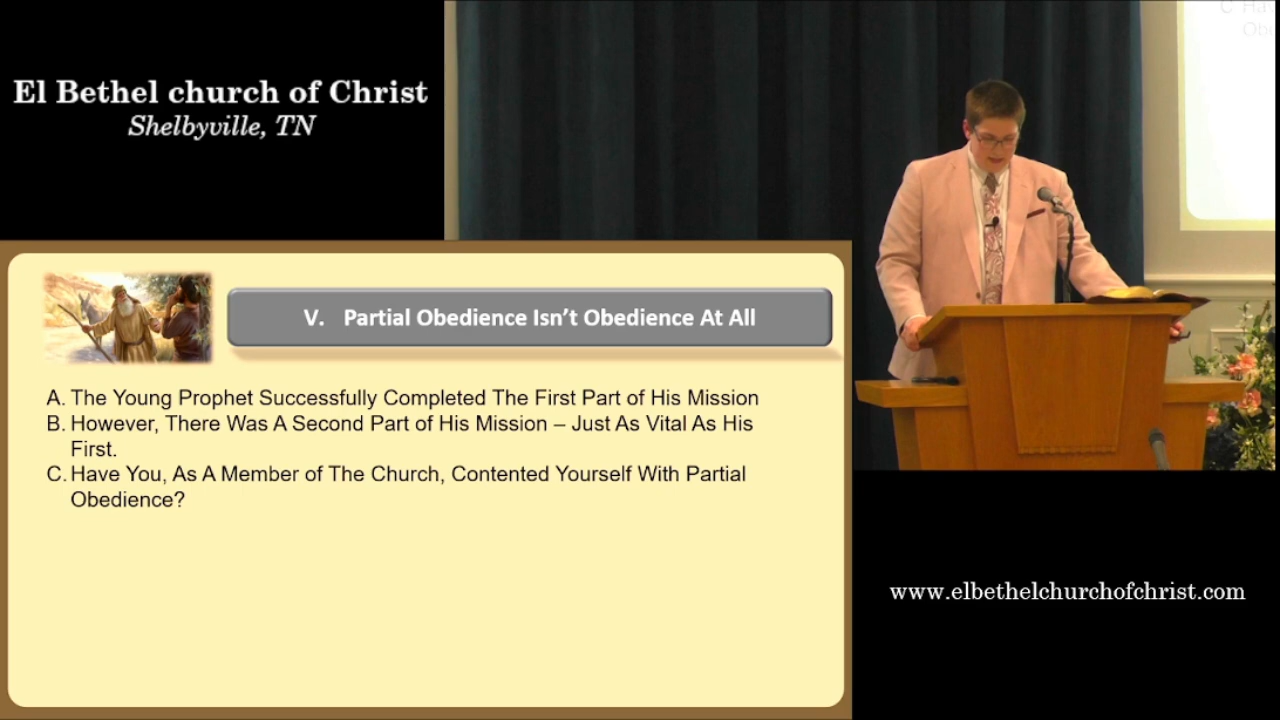 El Bethel church of Christ
Shelbyville, TN
C. Ha
Ob
V. Partial Obedience Isn’t Obedience At All
A. The Young Prophet Successfully Completed The First Part of His Mission
B. However, There Was A Second Part of His Mission – Just As Vital As His
First.
C. Have You, As A Member of The Church, Contented Yourself With Partial
Obedience?
www.elbethelchurchofchrist.com